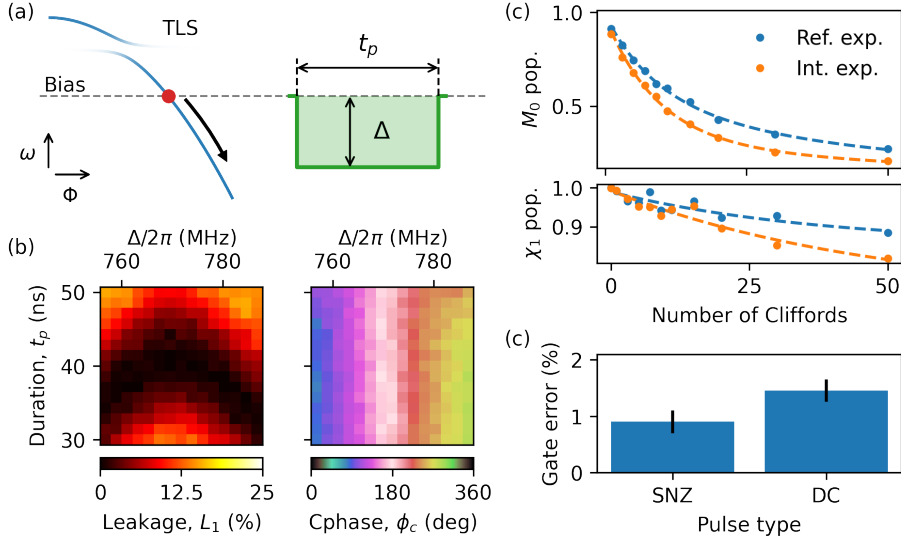 (a)
TLS
Bias
ω
Φ
t_p
Δ
(b)
Δ/2π (MHz)
760 780
Duration, t_p (ns)
50
40
30
0 12.5 25
Leakage, L_1 (%)
Δ/2π (MHz)
760 780
0 180 360
Cphase, ϕ_c (deg)
(c)
M_0 pop.
1.0
0.5
Ref. exp.
Int. exp.
χ_1 pop.
1.0
0.9
0 25 50
Number of Cliffords
(c)
Gate error (%)
2
1
0
SNZ DC
Pulse type